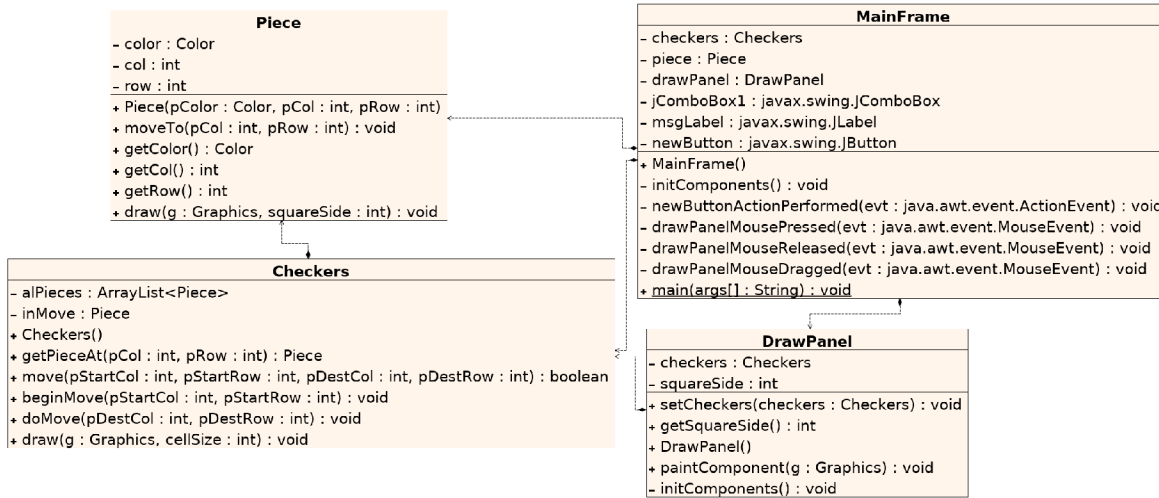 Piece
- color : Color
- col : int
- row : int
+ Piece(pColor : Color, pCol : int, pRow : int)
+ moveTo(pCol : int, pRow : int) : void
+ getColor() : Color
+ getCol() : int
+ getRow() : int
+ draw(g : Graphics, squareSide : int) : void
MainFrame
- checkers : Checkers
- piece : Piece
- drawPanel : DrawPanel
- jComboBox1 : javax.swing.JComboBox
- msgLabel : javax.swing.JLabel
- newButton : javax.swing.JButton
+ MainFrame()
- initComponents() : void
- newButtonActionPerformed(evt : java.awt.event.ActionEvent) : void
- drawPanelMousePressed(evt : java.awt.event.MouseEvent) : void
- drawPanelMouseReleased(evt : java.awt.event.MouseEvent) : void
- drawPanelMouseDragged(evt : java.awt.event.MouseEvent) : void
+ main(args[] : String) : void
Checkers
- alPieces : ArrayList<Piece>
- inMove : Piece
+ Checkers()
+ getPieceAt(pCol : int, pRow : int) : Piece
+ move(pStartCol : int, pStartRow : int, pDestCol : int, pDestRow : int) : boolean
+ beginMove(pStartCol : int, pStartRow : int) : void
+ doMove(pDestCol : int, pDestRow : int) : void
+ draw(g : Graphics, cellSize : int) : void
DrawPanel
- checkers : Checkers
- squareSide : int
+ setCheckers(checkers : Checkers) : void
+ getSquareSide() : int
+ DrawPanel()
+ paintComponent(g : Graphics) : void
- initComponents() : void